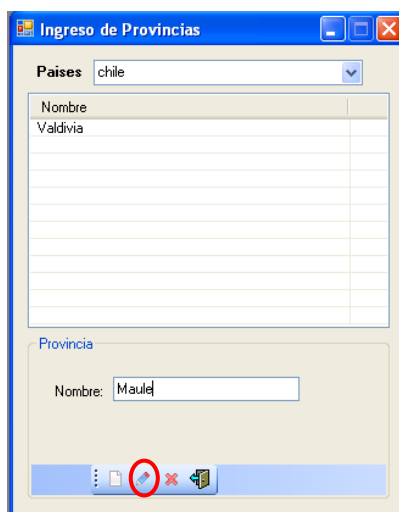 Ingreso de Provincias
Paises chile
Nombre
Valdivia
Provincia
Nombre: Maule